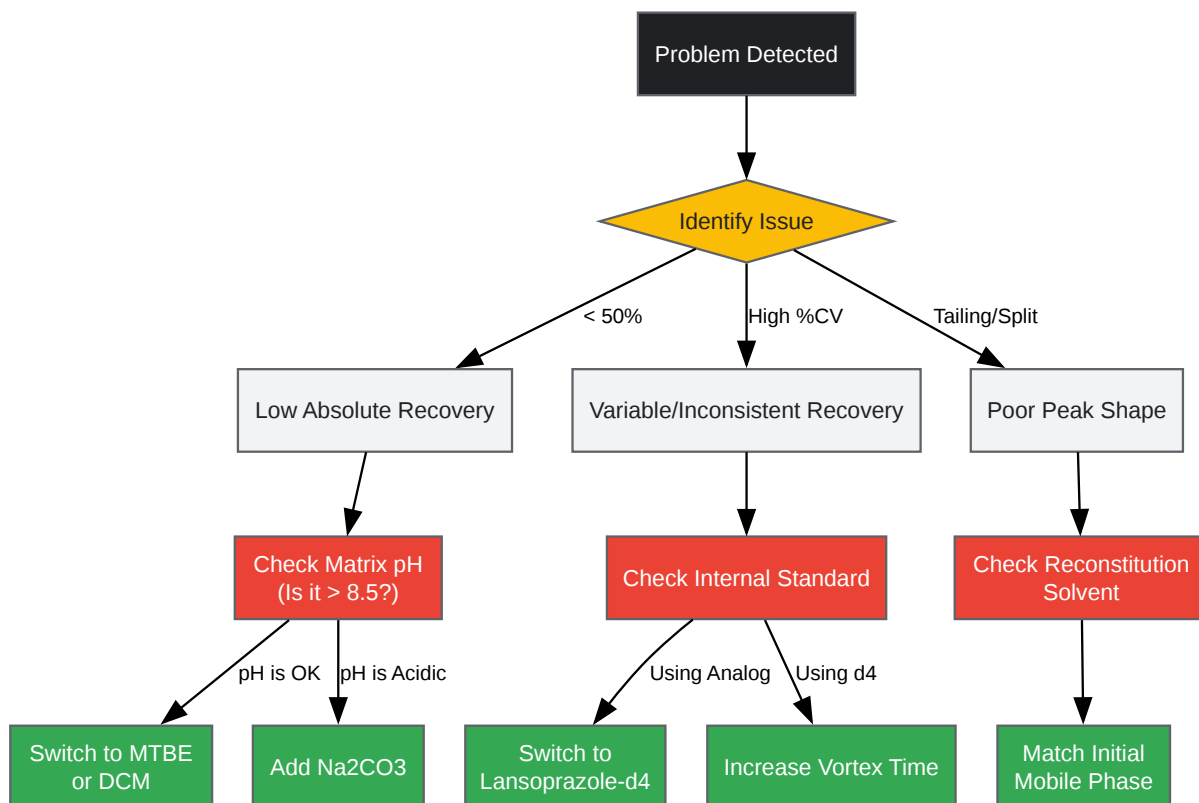 Problem Detected
Identify Issue
< 50%
High %CV
Tailing/Split
Low Absolute Recovery
Variable/Inconsistent Recovery
Poor Peak Shape
Check Matrix pH
(Is it > 8.5?)
Check Internal Standard
Check Reconstitution
Solvent
pH is OK
pH is Acidic
Using Analog
Using d4
Switch to MTBE
or DCM
Add Na2CO3
Switch to
Lansoprazole-d4
Increase Vortex Time
Match Initial
Mobile Phase